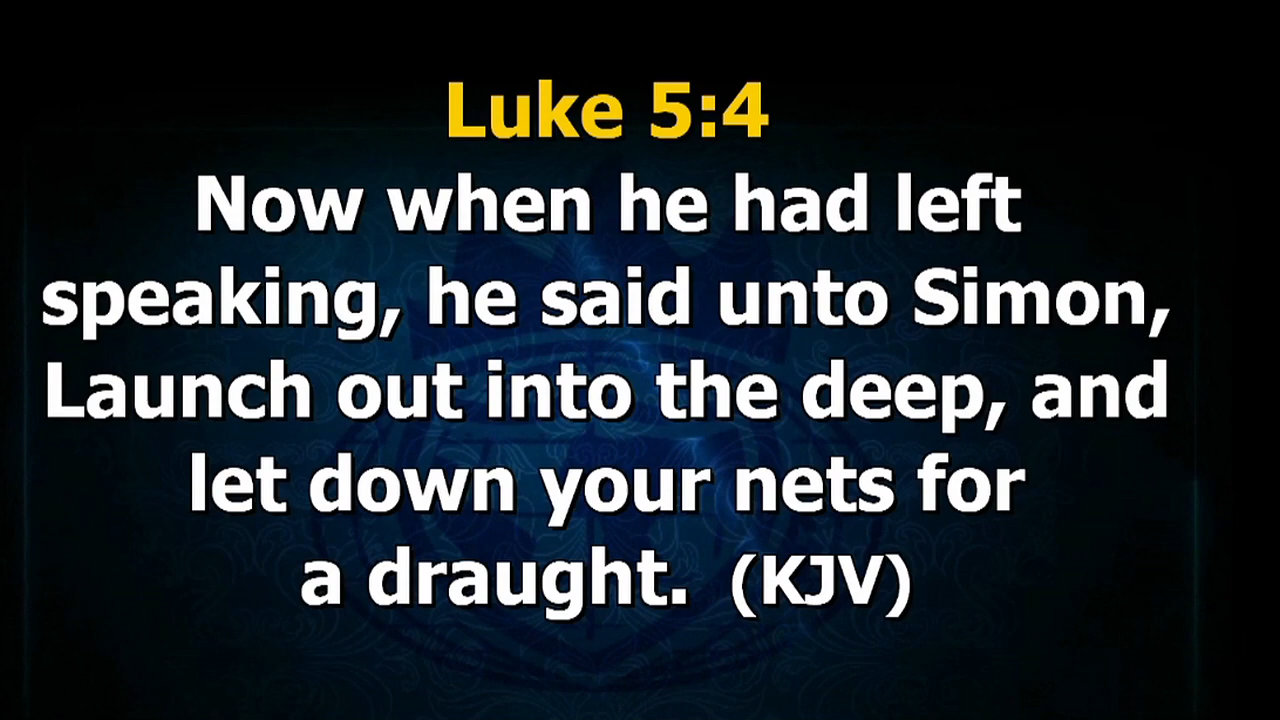 Luke 5:4
Now when he had left
speaking, he said unto Simon,
Launch out into the deep, and
let down your nets for
a draught. (KJV)